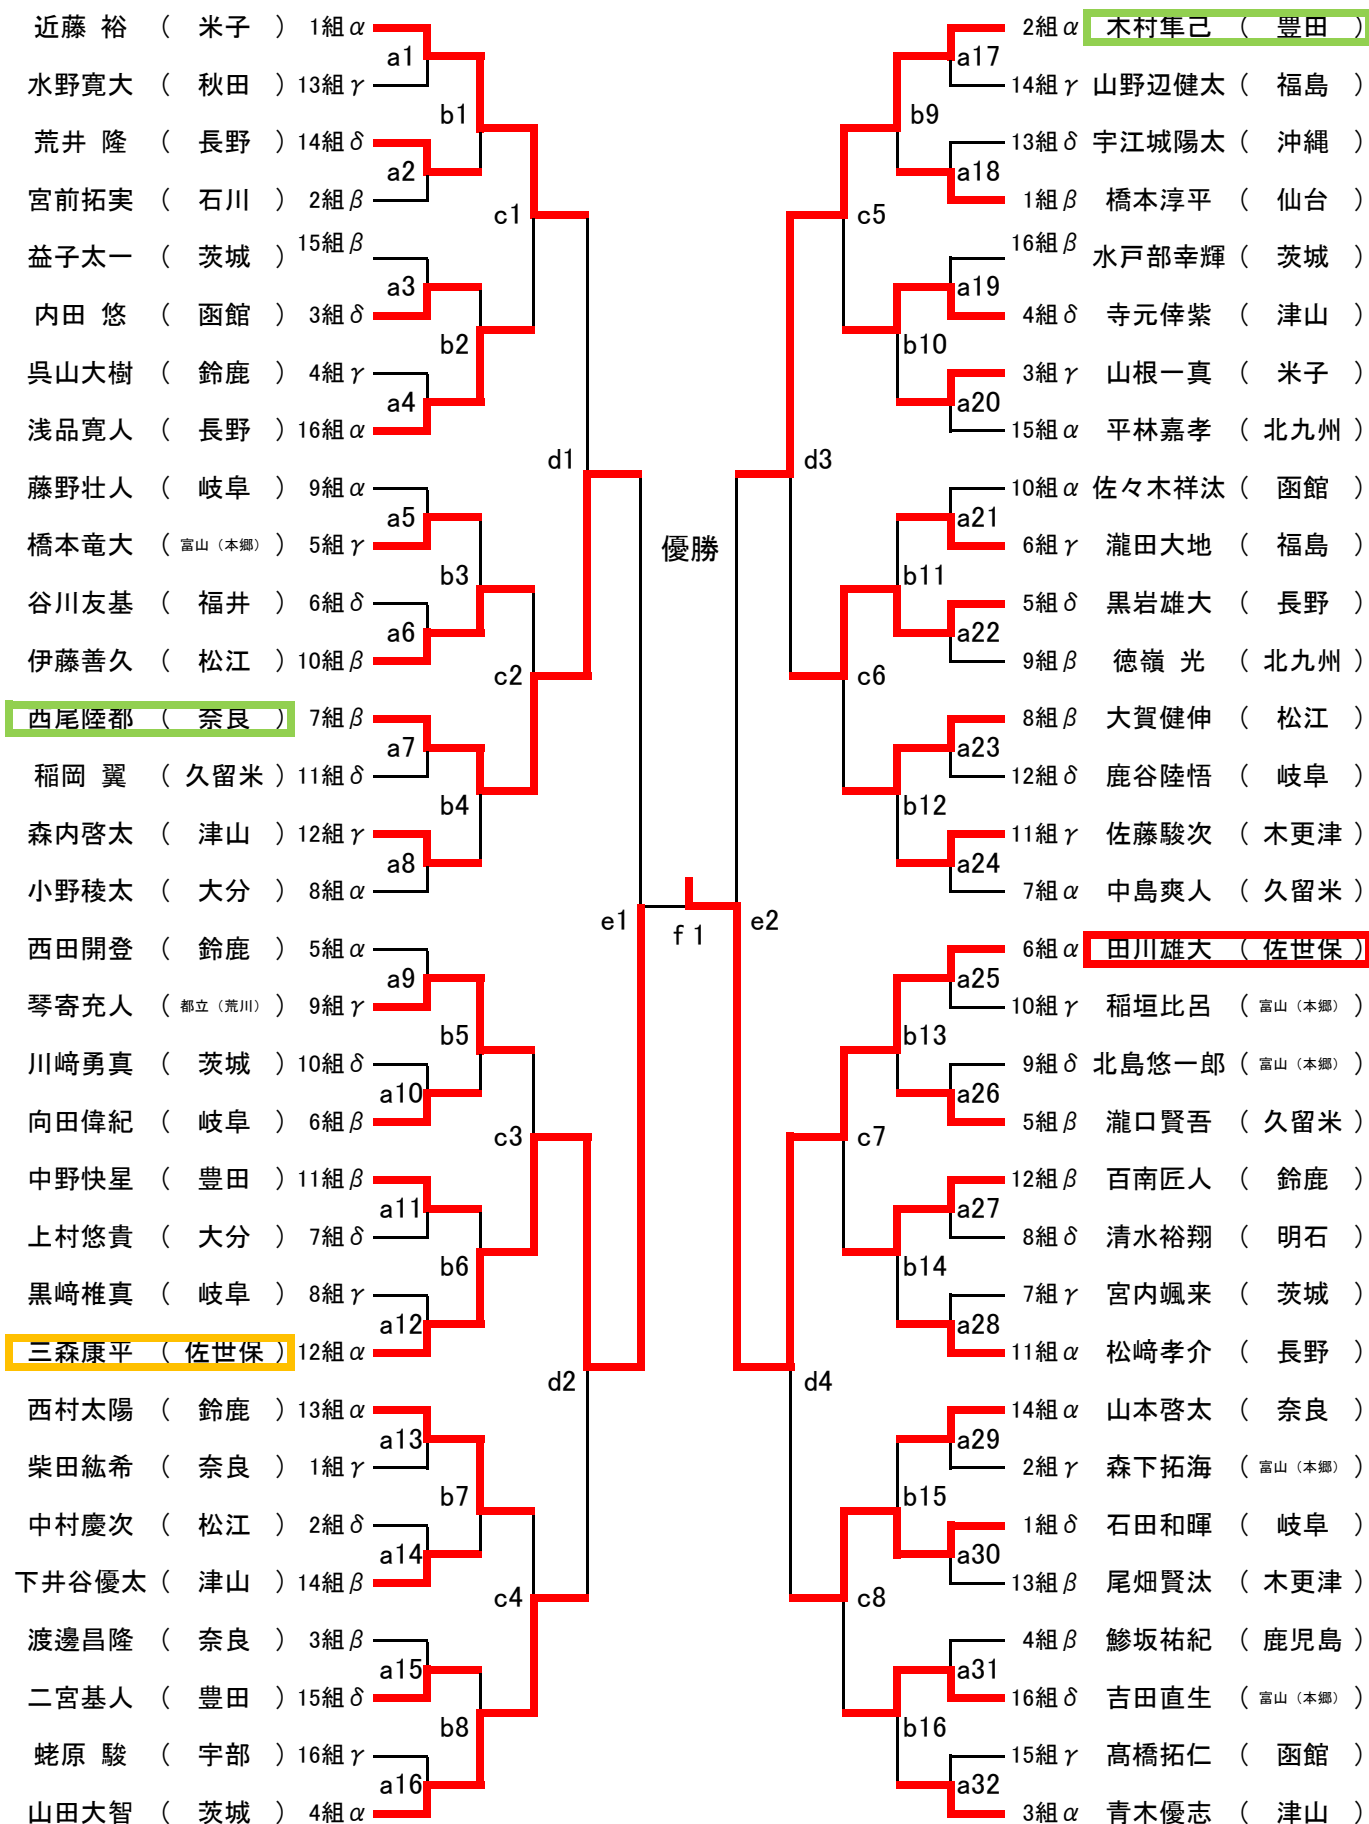 近藤 裕 ( 米子 ) 1組α
水野寛大 ( 秋田 ) 13組γ
荒井 隆 ( 長野 ) 14組δ
宮前拓実 ( 石川 ) 2組β
益子太一 ( 茨城 ) 15組β
内田 悠 ( 函館 ) 3組δ
呉山大樹 ( 鈴鹿 ) 4組γ
浅品寛人 ( 長野 ) 16組α
藤野壮人 ( 岐阜 ) 9組α
橋本竜大 ( 富山（本郷） ) 5組γ
谷川友基 ( 福井 ) 6組δ
伊藤善久 ( 松江 ) 10組β
西尾陸都 ( 奈良 ) 7組β
稲岡 翼 ( 久留米 ) 11組δ
森内啓太 ( 津山 ) 12組γ
小野稜太 ( 大分 ) 8組α
西田開登 ( 鈴鹿 ) 5組α
琴寄充人 ( 都立（荒川） ) 9組γ
川﨑勇真 ( 茨城 ) 10組δ
向田偉紀 ( 岐阜 ) 6組β
中野快星 ( 豊田 ) 11組β
上村悠貴 ( 大分 ) 7組δ
黒﨑椎真 ( 岐阜 ) 8組γ
三森康平 ( 佐世保 ) 12組α
西村太陽 ( 鈴鹿 ) 13組α
柴田紘希 ( 奈良 ) 1組γ
中村慶次 ( 松江 ) 2組δ
下井谷優太 ( 津山 ) 14組β
渡邊昌隆 ( 奈良 ) 3組β
二宮基人 ( 豊田 ) 15組δ
蛯原 駿 ( 宇部 ) 16組γ
山田大智 ( 茨城 ) 4組α
a1
a2
a3
a4
a5
a6
a7
a8
a9
a10
a11
a12
a13
a14
a15
a16
b1
b2
b3
b4
b5
b6
b7
b8
c1
c2
c3
c4
d1
d2
e1
優勝
f1
e2
d3
d4
c5
c6
c7
c8
b9
b10
b11
b12
b13
b14
b15
b16
a17
a18
a19
a20
a21
a22
a23
a24
a25
a26
a27
a28
a29
a30
a31
a32
2組α 木村隼己 ( 豊田 )
14組γ 山野辺健太 ( 福島 )
13組δ 宇江城陽太 ( 沖縄 )
1組β 橋本淳平 ( 仙台 )
16組β 水戸部幸輝 ( 茨城 )
4組δ 寺元倖紫 ( 津山 )
3組γ 山根一真 ( 米子 )
15組α 平林嘉孝 ( 北九州 )
10組α 佐々木祥汰 ( 函館 )
6組γ 瀧田大地 ( 福島 )
5組δ 黒岩雄大 ( 長野 )
9組β 徳嶺 光 ( 北九州 )
8組β 大賀健伸 ( 松江 )
12組δ 鹿谷陸悟 ( 岐阜 )
11組γ 佐藤駿次 ( 木更津 )
7組α 中島爽人 ( 久留米 )
6組α 田川雄大 ( 佐世保 )
10組γ 稲垣比呂 ( 富山（本郷） )
9組δ 北島悠一郎 ( 富山（本郷） )
5組β 瀧口賢吾 ( 久留米 )
12組β 百南匠人 ( 鈴鹿 )
8組δ 清水裕翔 ( 明石 )
7組γ 宮内颯来 ( 茨城 )
11組α 松﨑孝介 ( 長野 )
14組α 山本啓太 ( 奈良 )
2組γ 森下拓海 ( 富山（本郷） )
1組δ 石田和暉 ( 岐阜 )
13組β 尾畑賢汰 ( 木更津 )
4組β 鯵坂祐紀 ( 鹿児島 )
16組δ 吉田直生 ( 富山（本郷） )
15組γ 髙橋拓仁 ( 函館 )
3組α 青木優志 ( 津山 )